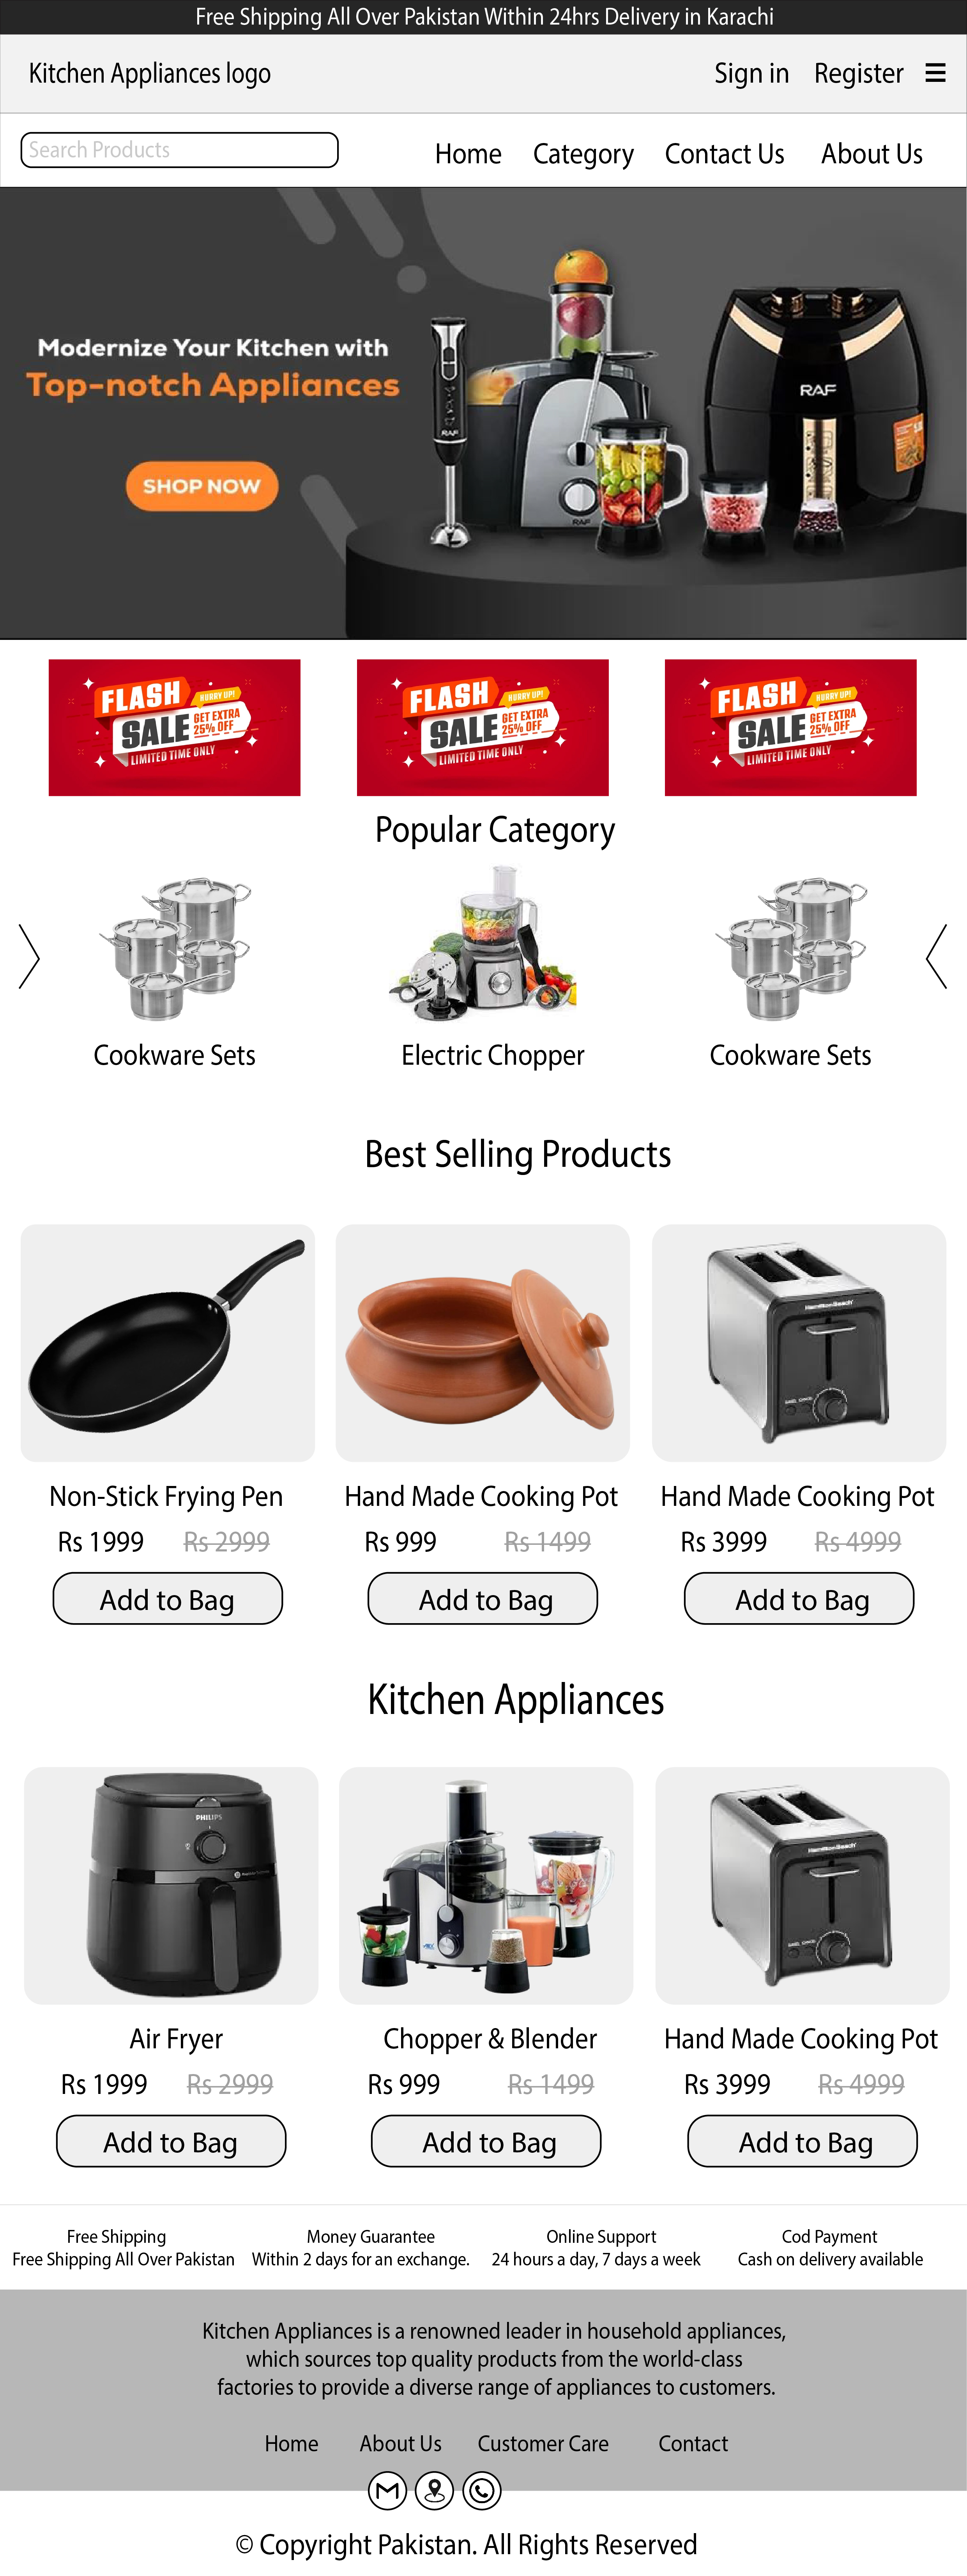 Free Shipping All Over Pakistan Within 24hrs Delivery in Karachi
Kitchen Appliances logo
Sign in Register
Search Products
Home Category Contact Us About Us
Modernize Your Kitchen with
Top-notch Appliances
SHOP NOW
RAF
RAF
RAF
FLASH HURRY UP!
SALE GET EXTRA
25% OFF
LIMITED TIME ONLY
FLASH HURRY UP!
SALE GET EXTRA
25% OFF
LIMITED TIME ONLY
FLASH HURRY UP!
SALE GET EXTRA
25% OFF
LIMITED TIME ONLY
Popular Category
Cookware Sets Electric Chopper Cookware Sets
Best Selling Products
Hamilton Beach
Non-Stick Frying Pen Hand Made Cooking Pot Hand Made Cooking Pot
Rs 1999 Rs 2999 Rs 999 Rs 1499 Rs 3999 Rs 4999
Add to Bag Add to Bag Add to Bag
Kitchen Appliances
PHILIPS
Hamilton Beach
Air Fryer Chopper & Blender Hand Made Cooking Pot
Rs 1999 Rs 2999 Rs 999 Rs 1499 Rs 3999 Rs 4999
Add to Bag Add to Bag Add to Bag
Free Shipping Money Guarantee Online Support Cod Payment
Free Shipping All Over Pakistan Within 2 days for an exchange. 24 hours a day, 7 days a week Cash on delivery available
Kitchen Appliances is a renowned leader in household appliances,
which sources top quality products from the world-class
factories to provide a diverse range of appliances to customers.
Home About Us Customer Care Contact
© Copyright Pakistan. All Rights Reserved